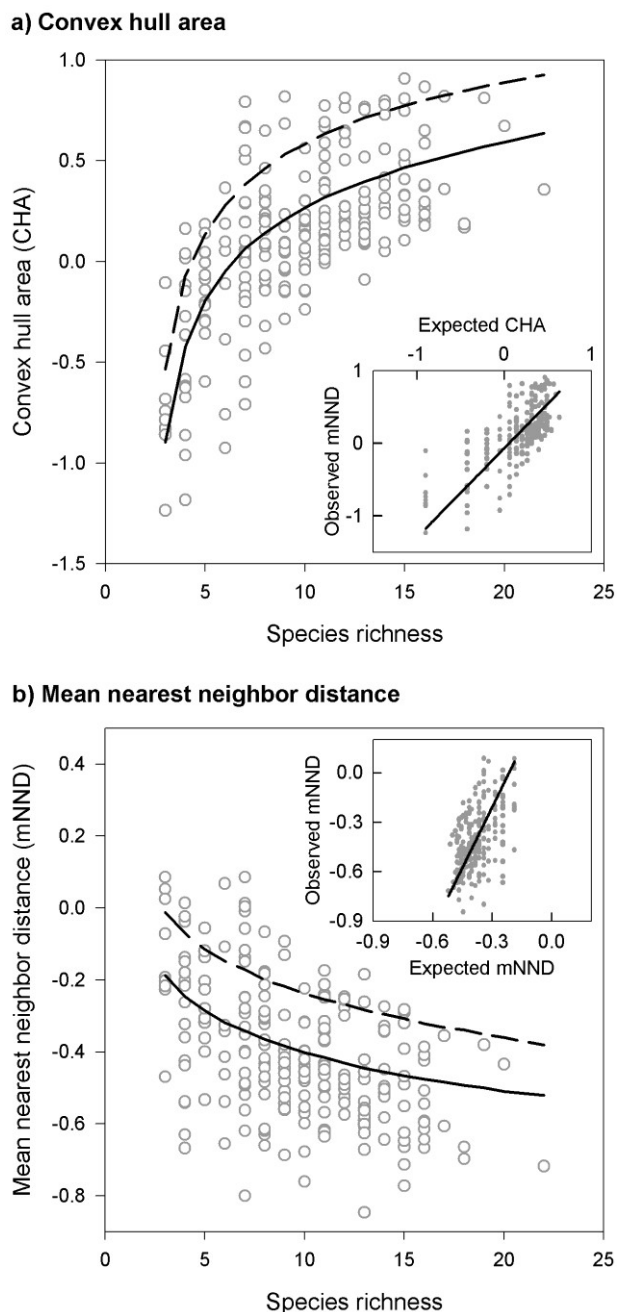 a) Convex hull area
1.0
0.5
0.0
-0.5
-1.0
-1.5
Convex hull area (CHA)
0 5 10 15 20 25
Species richness
Expected CHA
-1 0 1
1
0
-1
Observed mNND
b) Mean nearest neighbor distance
0.4
0.2
0.0
-0.2
-0.4
-0.6
-0.8
Mean nearest neighbor distance (mNND)
0 5 10 15 20 25
Species richness
0.0
-0.3
-0.6
-0.9
Observed mNND
-0.9 -0.6 -0.3 0.0
Expected mNND